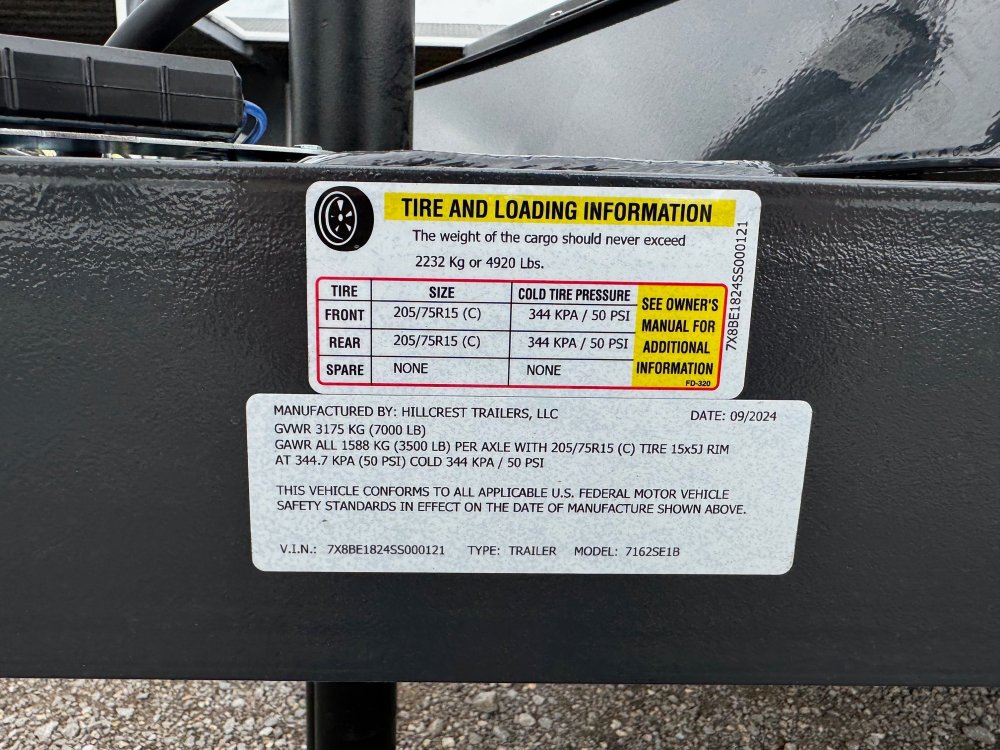 TIRE AND LOADING INFORMATION
The weight of the cargo should never exceed
2232 Kg or 4920 Lbs.
TIRE SIZE COLD TIRE PRESSURE
FRONT 205/75R15 (C) 344 KPA / 50 PSI
REAR 205/75R15 (C) 344 KPA / 50 PSI
SPARE NONE NONE
SEE OWNER'S
MANUAL FOR
ADDITIONAL
INFORMATION
FD-320
7X8BE1824SS000121
MANUFACTURED BY: HILLCREST TRAILERS, LLC DATE: 09/2024
GVWR 3175 KG (7000 LB)
GAWR ALL 1588 KG (3500 LB) PER AXLE WITH 205/75R15 (C) TIRE 15x5J RIM
AT 344.7 KPA (50 PSI) COLD 344 KPA / 50 PSI
THIS VEHICLE CONFORMS TO ALL APPLICABLE U.S. FEDERAL MOTOR VEHICLE
SAFETY STANDARDS IN EFFECT ON THE DATE OF MANUFACTURE SHOWN ABOVE.
V.I.N.: 7X8BE1824SS000121 TYPE: TRAILER MODEL: 7162SE1B